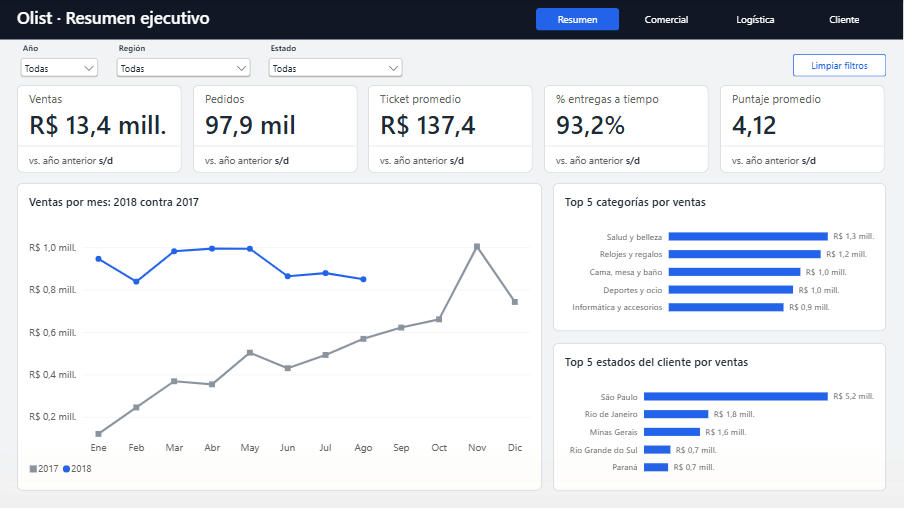 Olist · Resumen ejecutivo
Resumen
Comercial
Logística
Cliente
Año
Región
Estado
Todas
Todas
Todas
Limpiar filtros
Ventas
R$ 13,4 mill.
vs. año anterior s/d
Pedidos
97,9 mil
vs. año anterior s/d
Ticket promedio
R$ 137,4
vs. año anterior s/d
% entregas a tiempo
93,2%
vs. año anterior s/d
Puntaje promedio
4,12
vs. año anterior s/d
Ventas por mes: 2018 contra 2017
R$ 1,0 mill.
R$ 0,8 mill.
R$ 0,6 mill.
R$ 0,4 mill.
R$ 0,2 mill.
Ene Feb Mar Abr May Jun Jul Ago Sep Oct Nov Dic
2017 2018
Top 5 categorías por ventas
Salud y belleza R$ 1,3 mill.
Relojes y regalos R$ 1,2 mill.
Cama, mesa y baño R$ 1,0 mill.
Deportes y ocio R$ 1,0 mill.
Informática y accesorios R$ 0,9 mill.
Top 5 estados del cliente por ventas
São Paulo R$ 5,2 mill.
Rio de Janeiro R$ 1,8 mill.
Minas Gerais R$ 1,6 mill.
Rio Grande do Sul R$ 0,7 mill.
Paraná R$ 0,7 mill.